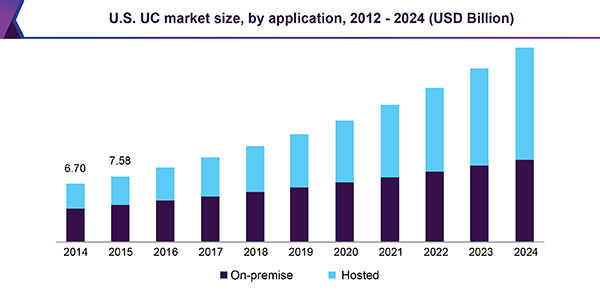 U.S. UC market size, by application, 2012 - 2024 (USD Billion)
6.70
7.58
2014 2015 2016 2017 2018 2019 2020 2021 2022 2023 2024
On-premise Hosted